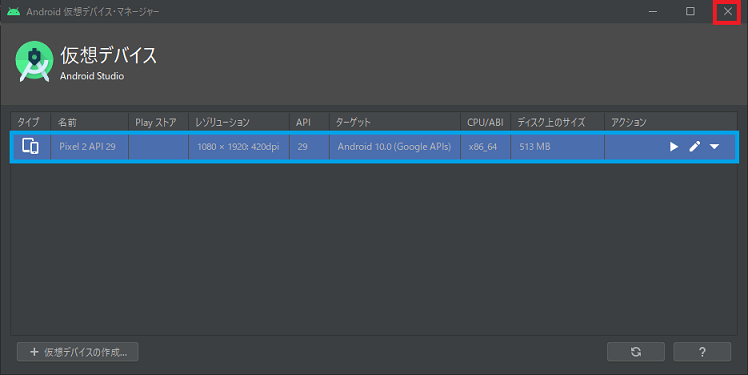 Android 仮想デバイス・マネージャー
仮想デバイス
Android Studio
タイプ 名前 Play ストア レゾリューション API ターゲット CPU/ABI ディスク上のサイズ アクション
Pixel 2 API 29 1080 × 1920: 420dpi 29 Android 10.0 (Google APIs) x86_64 513 MB
+ 仮想デバイスの作成... ?